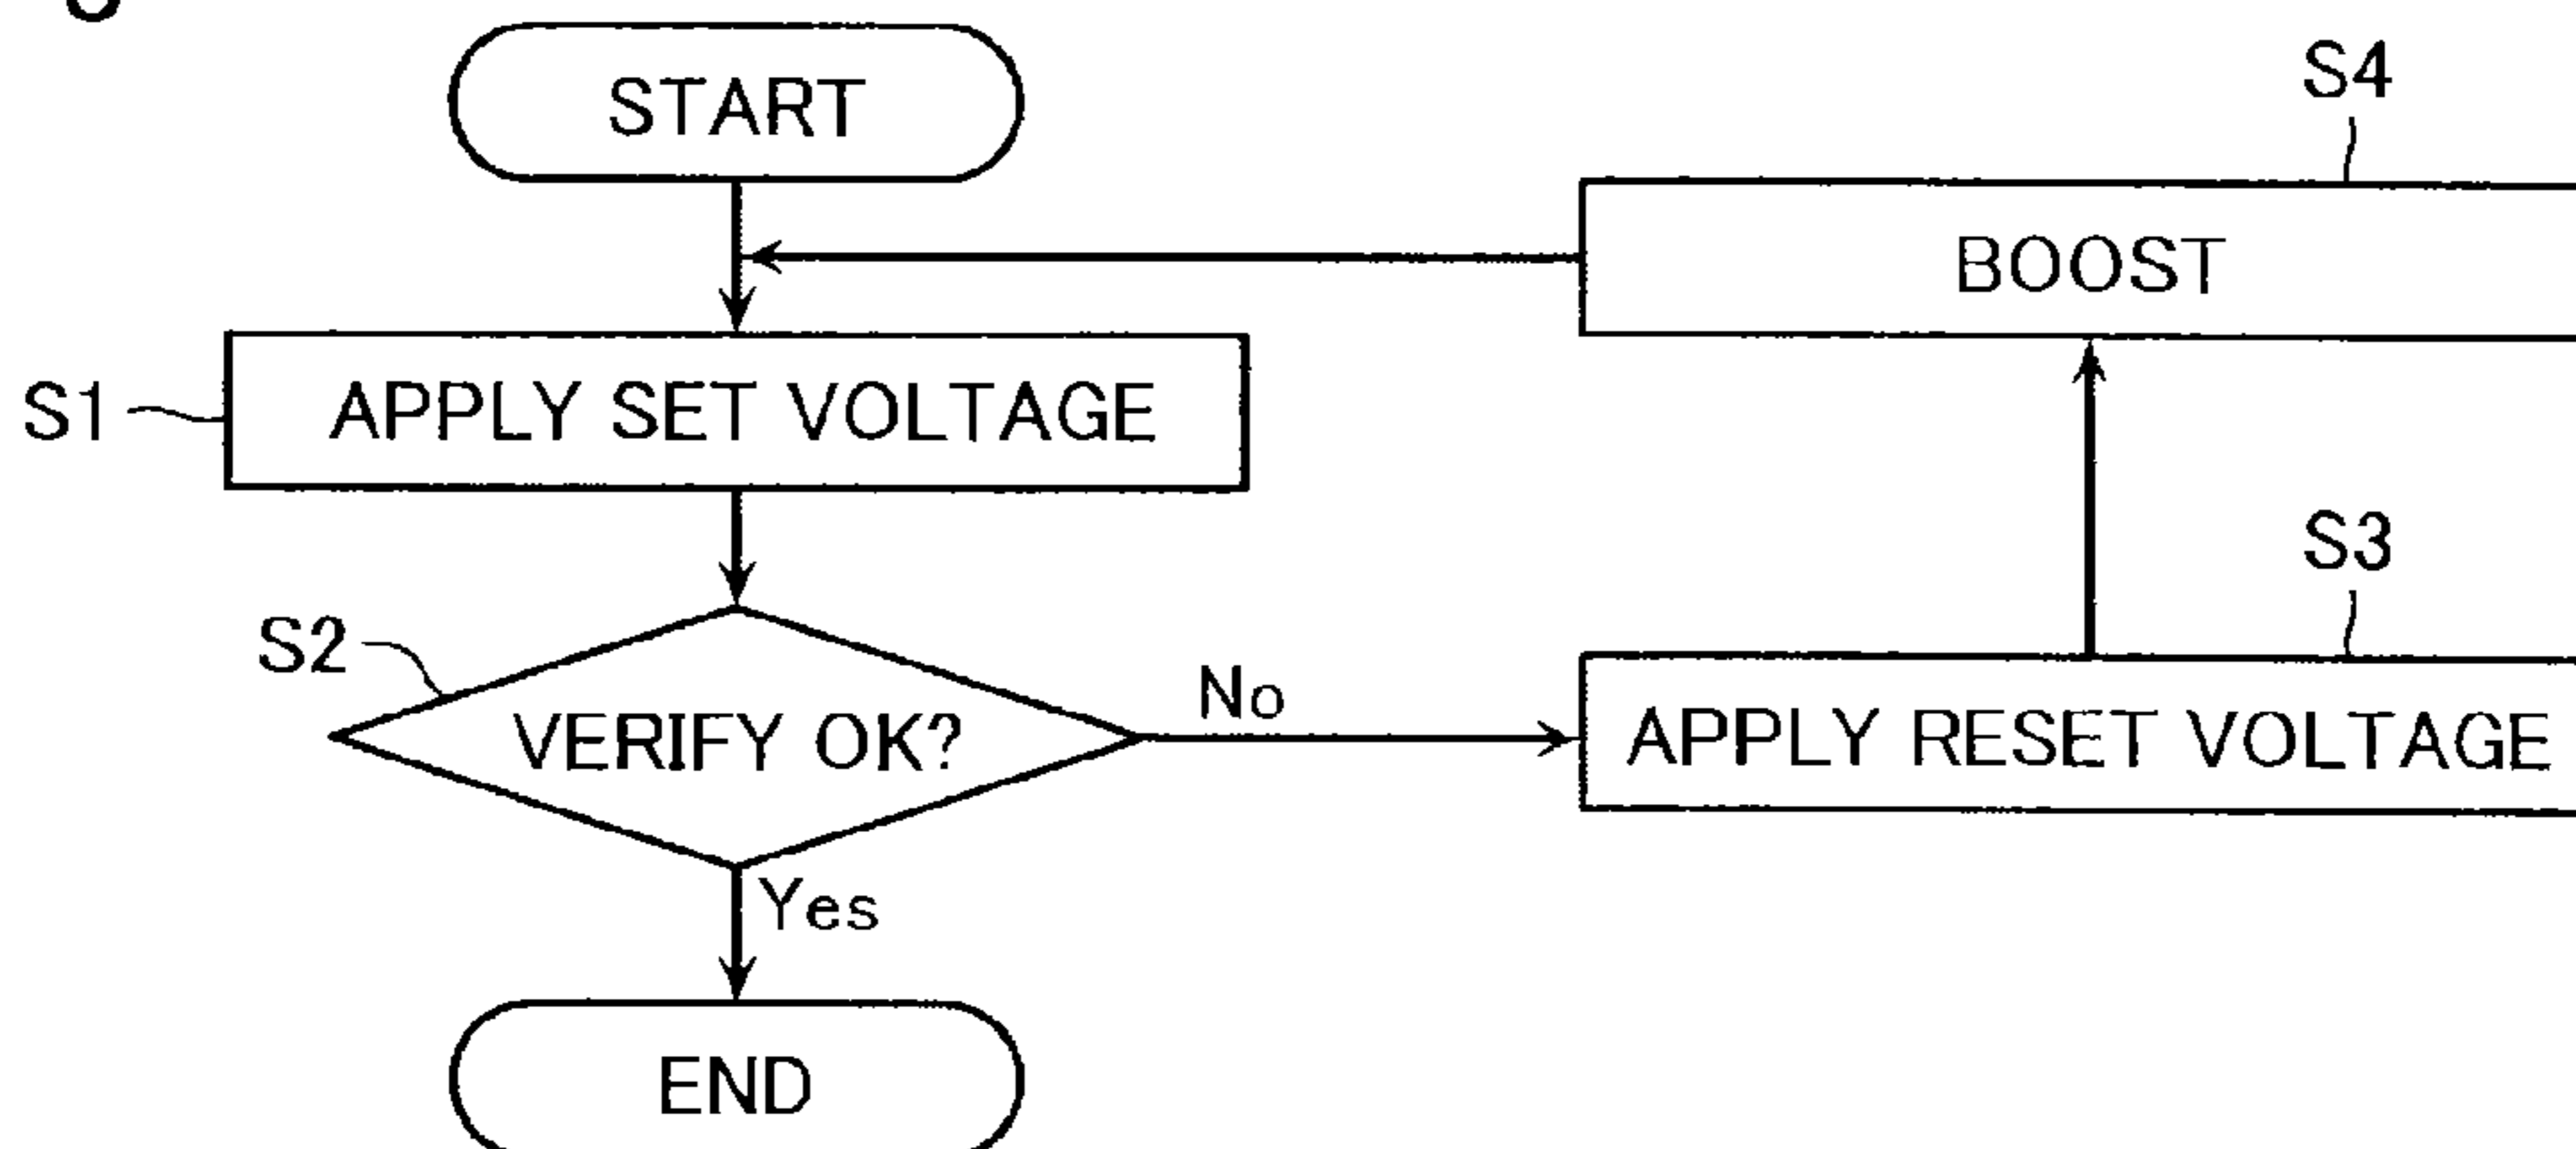 START
S4
BOOST
S1
APPLY SET VOLTAGE
S3
S2
VERIFY OK?
No
APPLY RESET VOLTAGE
Yes
END